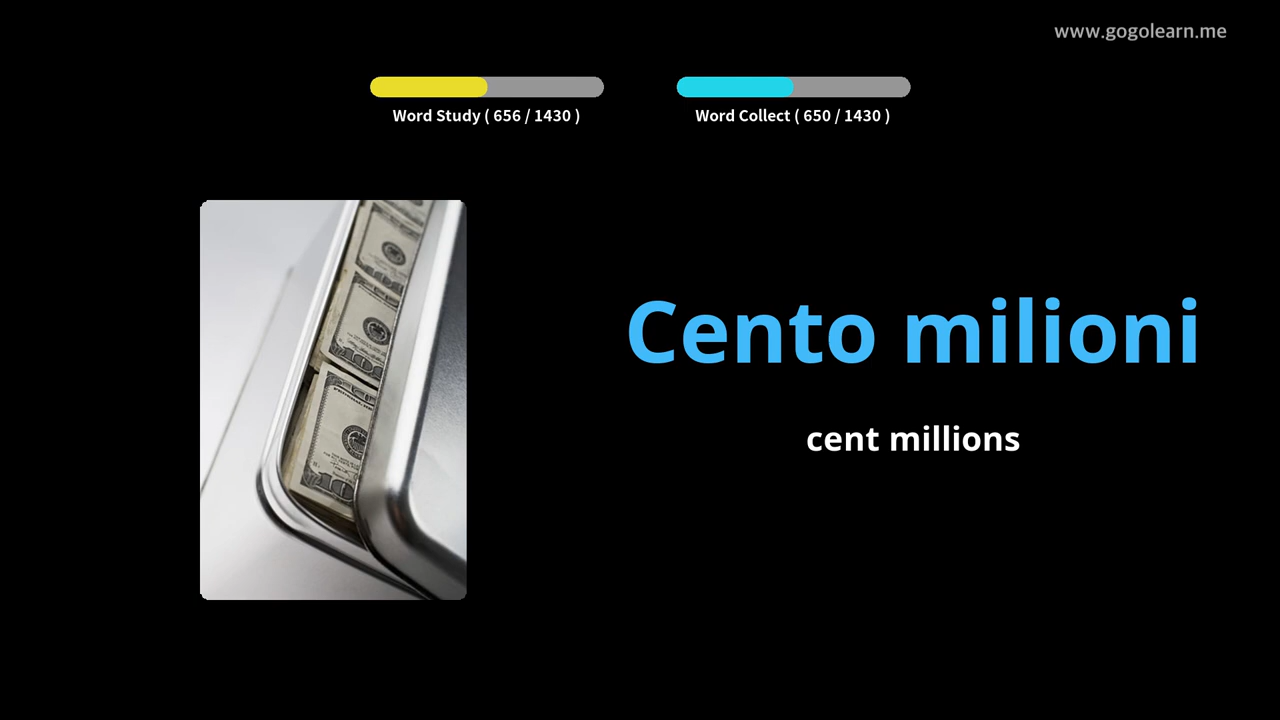 www.gogolearn.me
Word Study ( 656 / 1430 )
Word Collect ( 650 / 1430 )
Cento milioni
cent millions